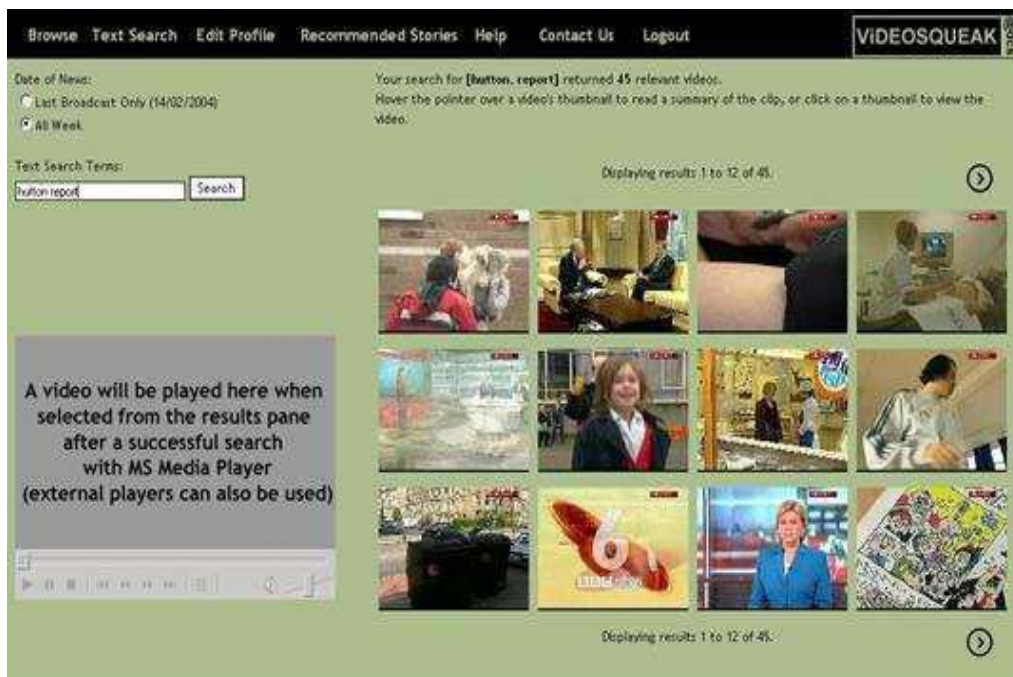 Browse Text Search Edit Profile Recommended Stories Help Contact Us Logout
ViDEOSQUEAK
Date of News:
Last Broadcast Only (14/02/2004)
All Week
Text Search Terms:
hutton report
Search
Your search for [hutton, report] returned 45 relevant videos.
Hover the pointer over a video's thumbnail to read a summary of the clip, or click on a thumbnail to view the
video.
Displaying results 1 to 12 of 45.
A video will be played here when
selected from the results pane
after a successful search
with MS Media Player
(external players can also be used)
6
Displaying results 1 to 12 of 45.